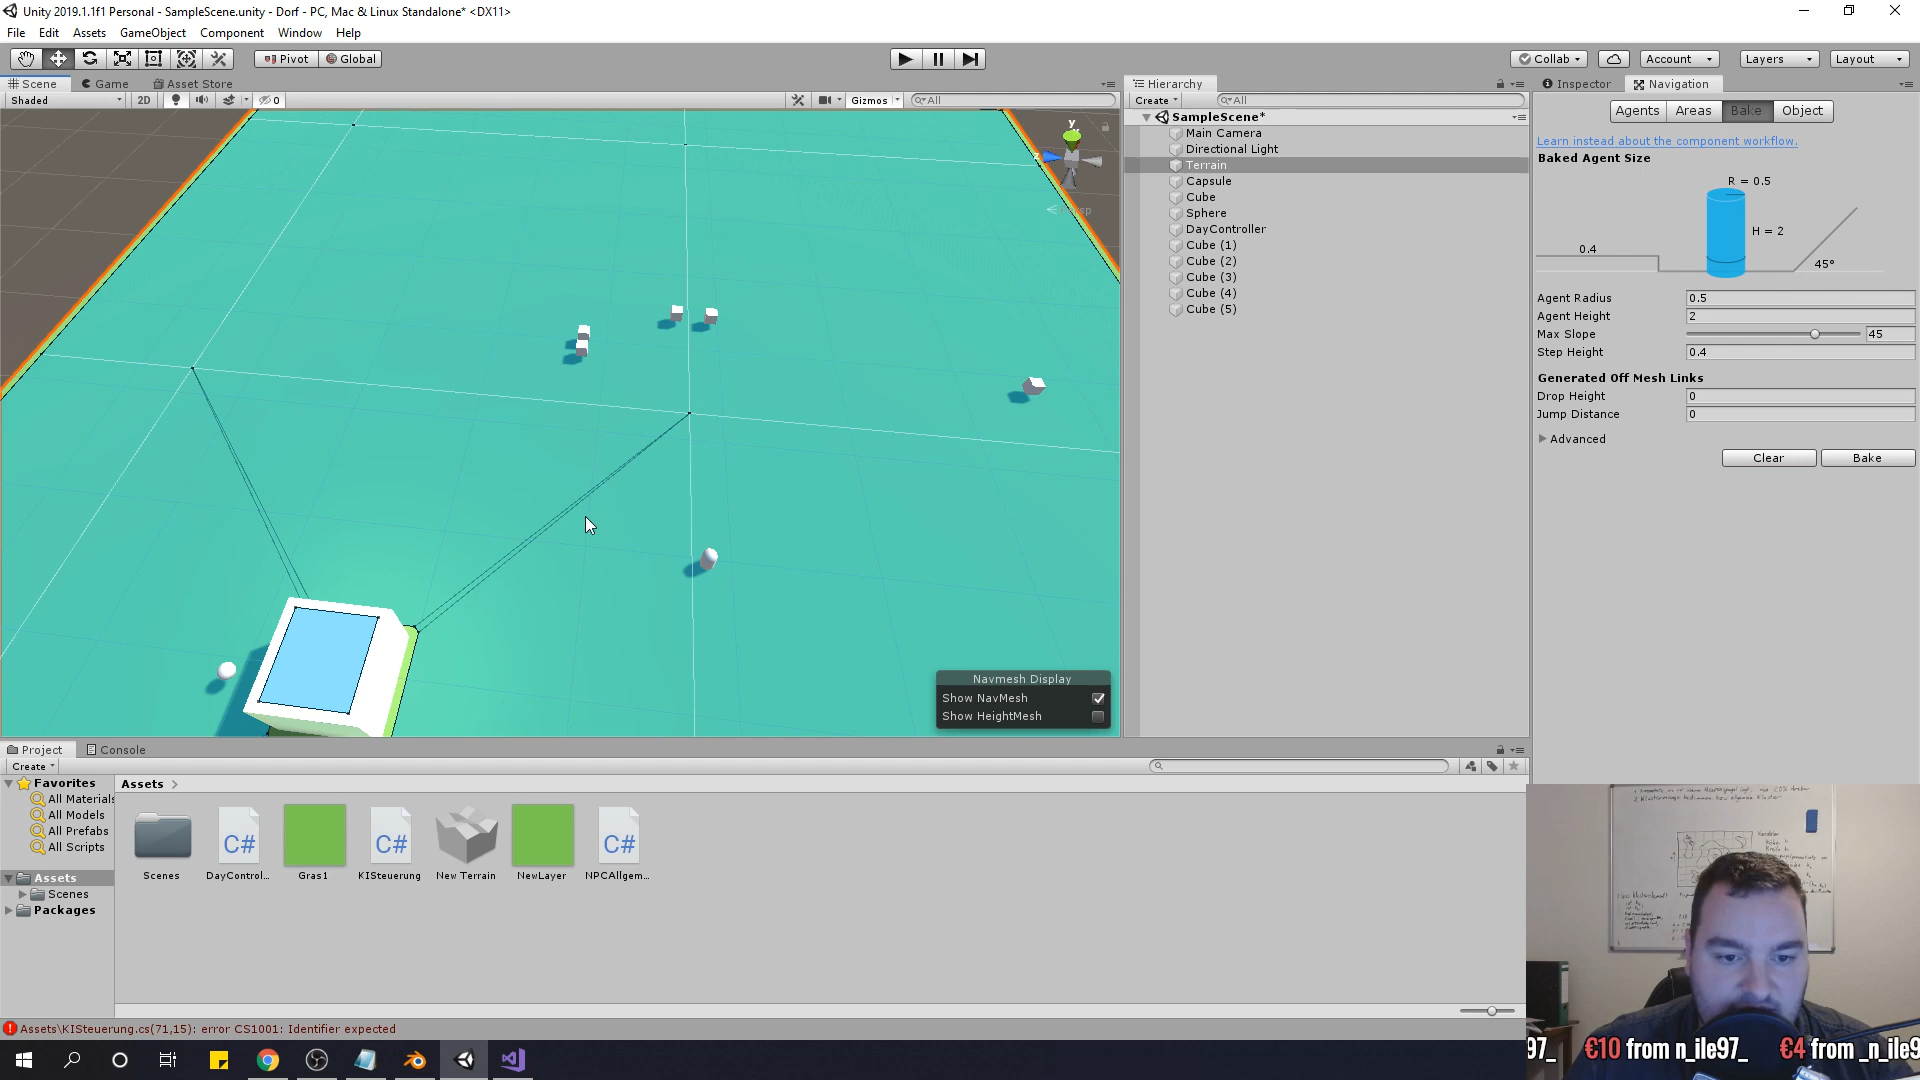 Unity 2019.1.1f1 Personal - SampleScene.unity - Dorf - PC, Mac & Linux Standalone* <DX11>
File Edit Assets GameObject Component Window Help
Pivot Global Collab Account Layers Layout
Scene Game Asset Store
Shaded 2D 0 Gizmos All
y
Navmesh Display
Show NavMesh
Show HeightMesh
Hierarchy
Create All
SampleScene*
Main Camera
Directional Light
Terrain
Capsule
Cube
Sphere
DayController
Cube (1)
Cube (2)
Cube (3)
Cube (4)
Cube (5)
Inspector Navigation
Agents Areas Bake Object
Learn instead about the component workflow.
Baked Agent Size
R = 0.5
H = 2
0.4
45°
Agent Radius 0.5
Agent Height 2
Max Slope 45
Step Height 0.4
Generated Off Mesh Links
Drop Height 0
Jump Distance 0
Advanced
Clear Bake
Project Console
Create
Favorites
All Materials
All Models
All Prefabs
All Scripts
Assets
Scenes
Packages
Assets
C# C# C#
Scenes DayControl... Gras1 KISteuerung New Terrain NewLayer NPCAllgem...
Assets\KISteuerung.cs(71,15): error CS1001: Identifier expected
97_ €10 from n_ile97_ €4 from _n_ile9